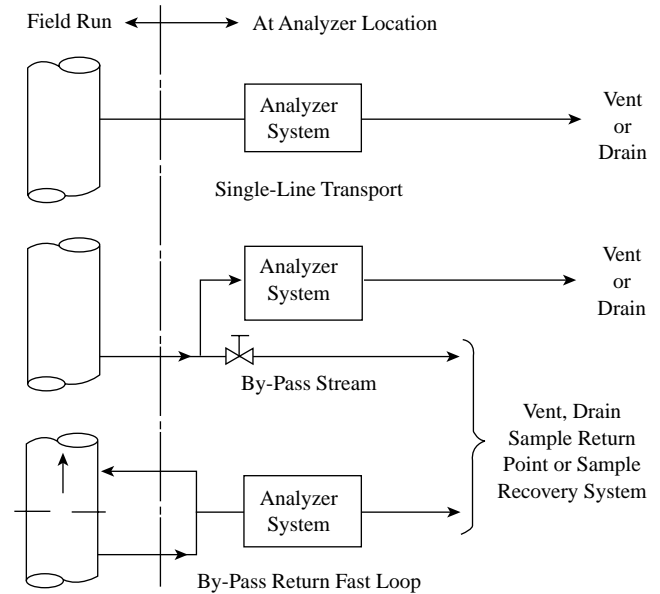 Field Run
At Analyzer Location
Analyzer
System
Vent
or
Drain
Single-Line Transport
Analyzer
System
Vent
or
Drain
By-Pass Stream
Vent, Drain
Sample Return
Point or Sample
Recovery System
Analyzer
System
By-Pass Return Fast Loop